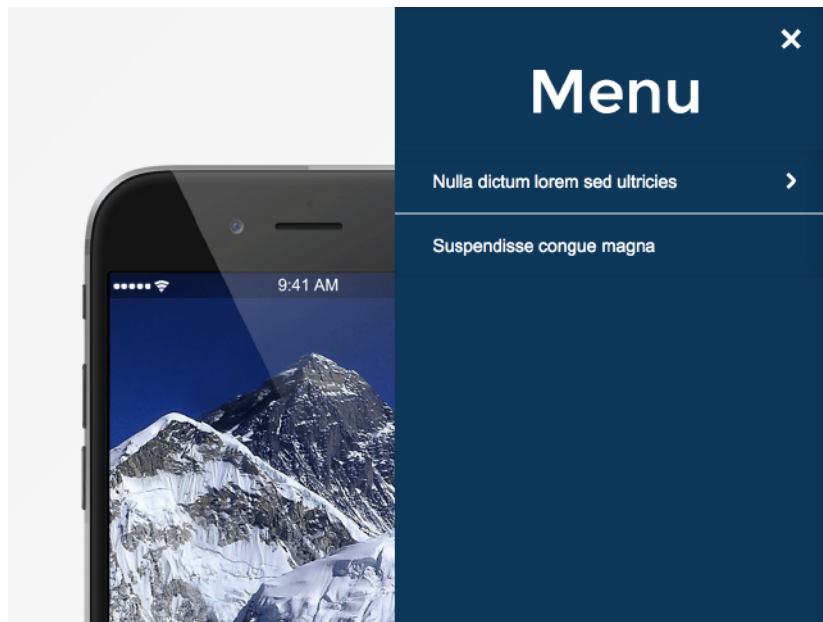 Menu
Nulla dictum lorem sed ultricies
Suspendisse congue magna
9:41 AM